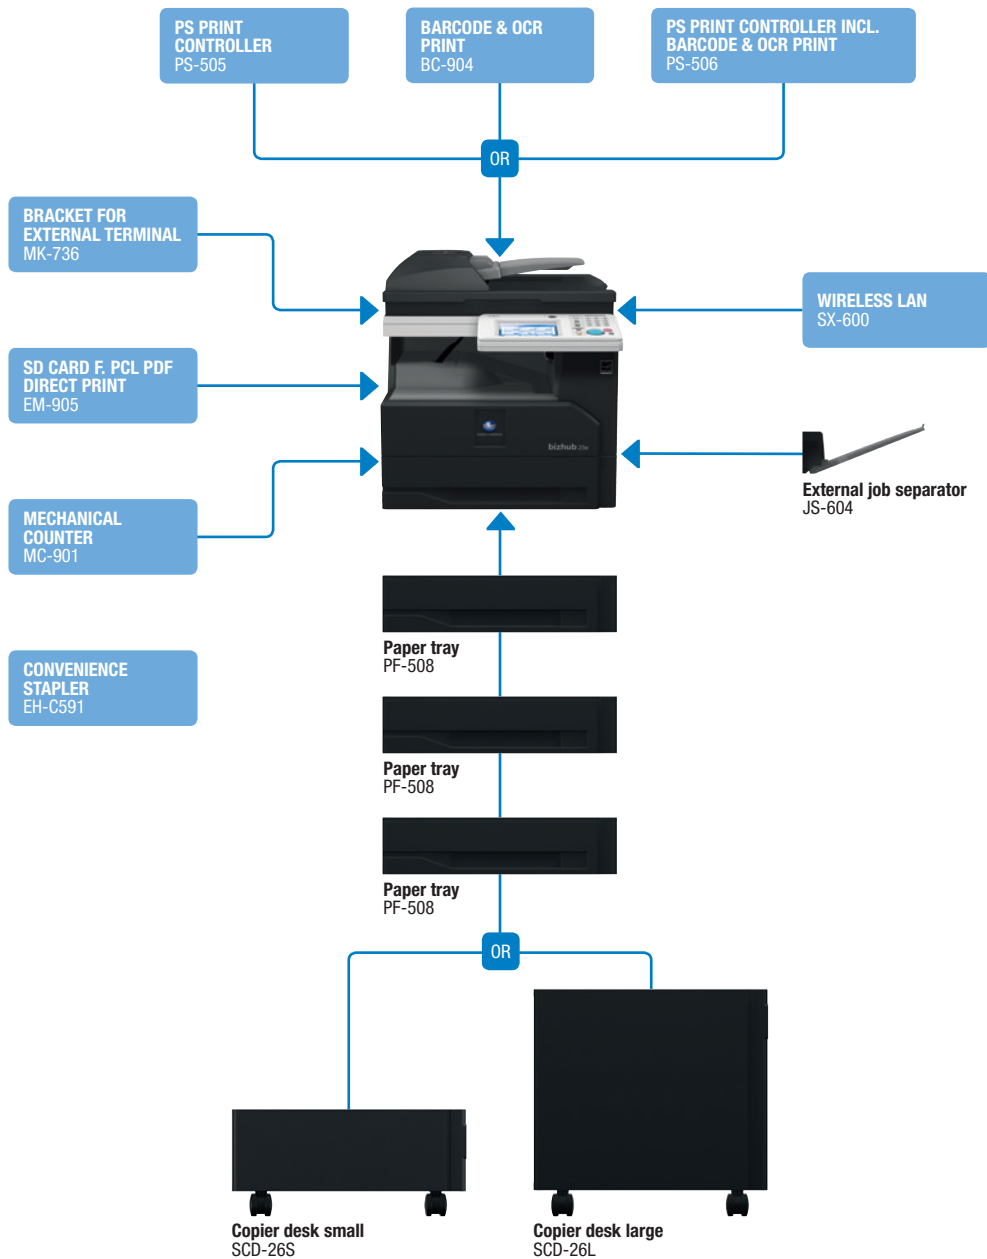 PS PRINT
CONTROLLER
PS-505
BARCODE & OCR
PRINT
BC-904
PS PRINT CONTROLLER INCL.
BARCODE & OCR PRINT
PS-506
OR
BRACKET FOR
EXTERNAL TERMINAL
MK-736
WIRELESS LAN
SX-600
SD CARD F. PCL PDF
DIRECT PRINT
EM-905
bizhub 25e
External job separator
JS-604
MECHANICAL
COUNTER
MC-901
Paper tray
PF-508
CONVENIENCE
STAPLER
EH-C591
Paper tray
PF-508
Paper tray
PF-508
OR
Copier desk small
SCD-26S
Copier desk large
SCD-26L